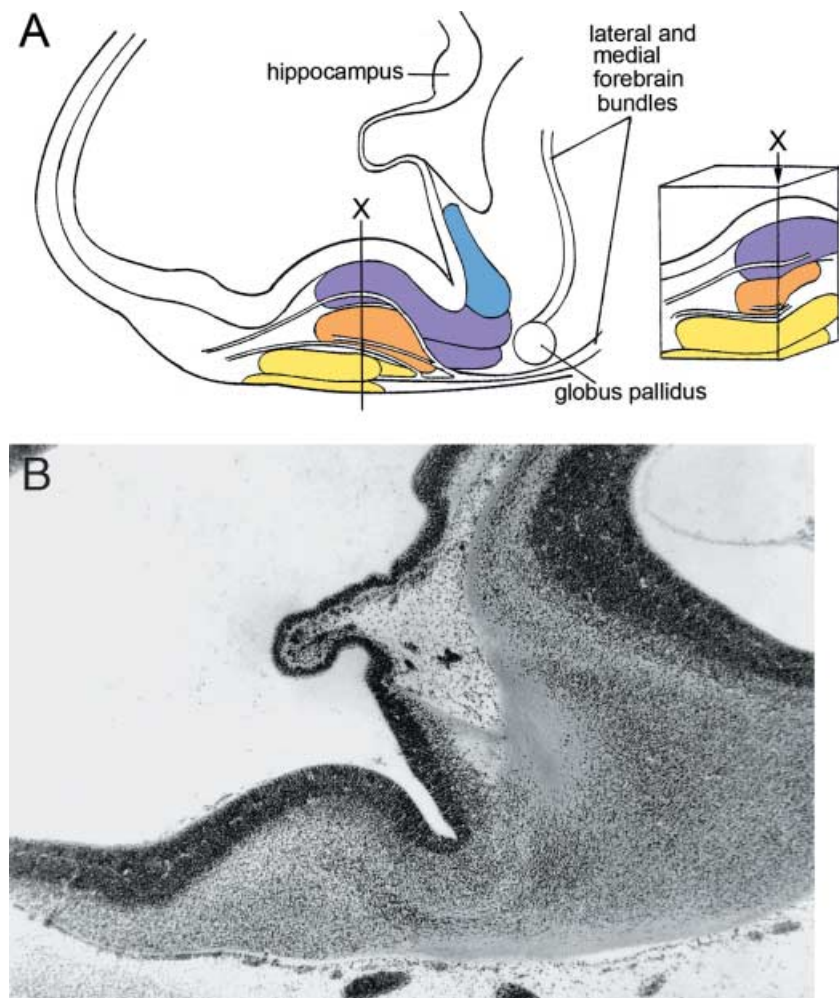 A
hippocampus
lateral and
medial
forebrain
bundles
X
X
globus pallidus
B